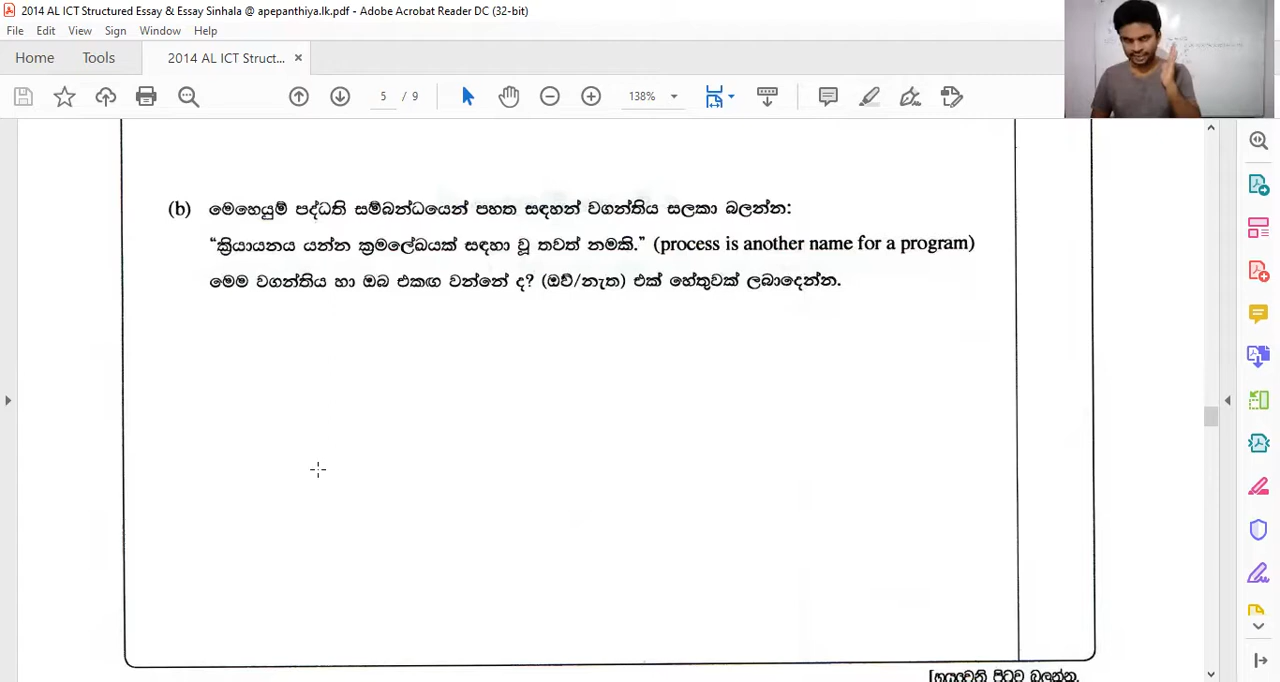 2014 AL ICT Structured Essay & Essay Sinhala @ apepanthiya.lk.pdf - Adobe Acrobat Reader DC (32-bit)
File Edit View Sign Window Help
Home Tools 2014 AL ICT Struct... ×
5 / 9 138%
(b) මෙහෙයුම් පද්ධති සම්බන්ධයෙන් පහත සඳහන් වගන්තිය සලකා බලන්න:
“ක්‍රියායනය යන්න ක්‍රමලේඛයක් සඳහා වූ තවත් නමකි.” (process is another name for a program)
මෙම වගන්තිය හා ඔබ එකඟ වන්නේ ද? (ඔව්/නැත) එක් හේතුවක් ලබාදෙන්න.
[හයවෙනි පිටුව බලන්න.